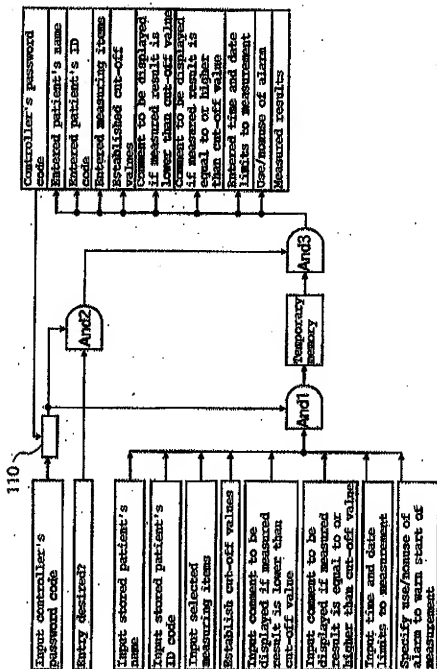 110
Input controller's
password code
Entry desired?
Input stored patient's
name
Input stored patient's
ID code
Input selected
measuring items
Establish cut-off values
Input comment to be
displayed if measured
result is lower than
cut-off value
Input comment to be
displayed if measured
result is equal to or
higher than cut-off value
Input time and date
limits to measurement
Specify use/nonuse of
alarm to warn start of
measurement
And2
And1
Temporary
memory
And3
Controller's password
code
Entered patient's name
Entered patient's ID
code
Entered measuring items
Established cut-off
values
Comment to be displayed
if measured result is
lower than cut-off value
Comment to be displayed
if measured result is
equal to or higher
than cut-off value
Entered time and date
limits to measurement
Use/nonuse of alarm
Measured results